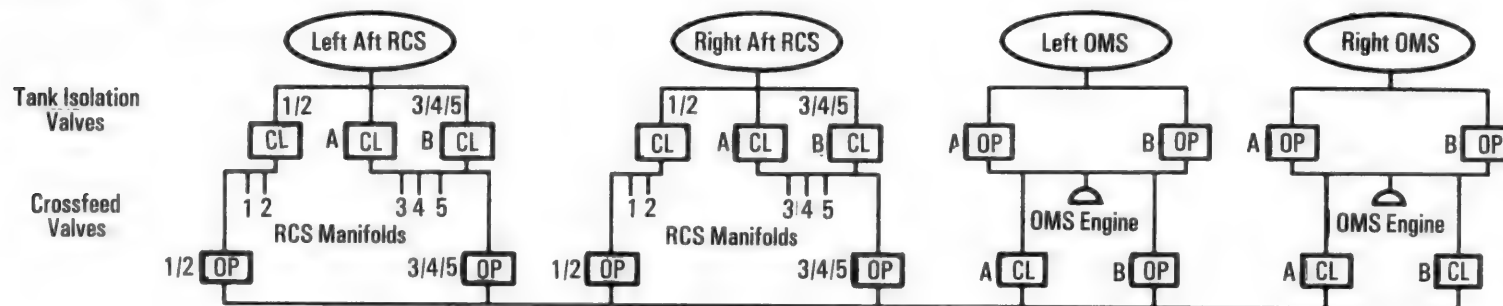 Left Aft RCS
Right Aft RCS
Left OMS
Right OMS
Tank Isolation
Valves
1/2
3/4/5
CL
A CL
B CL
1/2
3/4/5
CL
A CL
B CL
A OP
B OP
A OP
B OP
Crossfeed
Valves
1 2
3 4 5
RCS Manifolds
1 2
3 4 5
RCS Manifolds
OMS Engine
OMS Engine
1/2 OP
3/4/5 OP
1/2 OP
3/4/5 OP
A CL
B OP
A CL
B CL